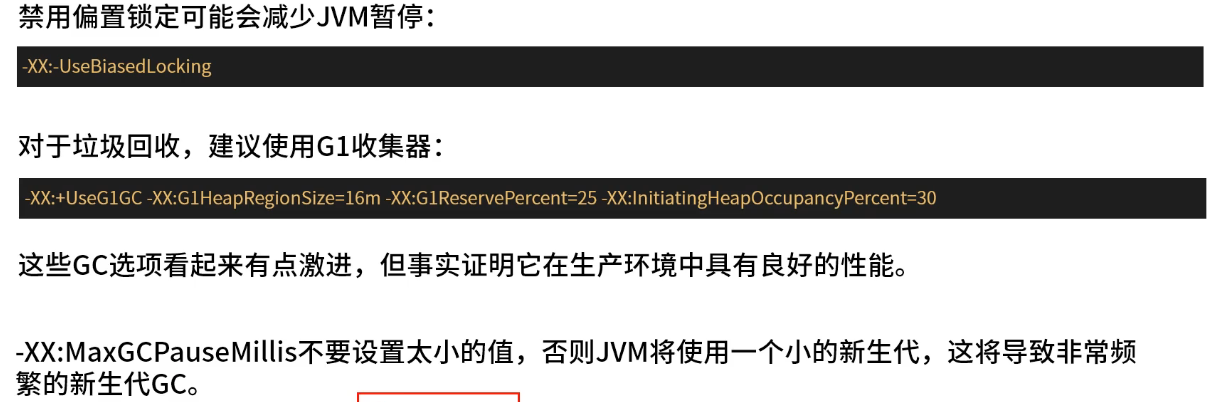 禁用偏置锁定可能会减少JVM暂停：
-XX:-UseBiasedLocking
对于垃圾回收，建议使用G1收集器：
-XX:+UseG1GC -XX:G1HeapRegionSize=16m -XX:G1ReservePercent=25 -XX:InitiatingHeapOccupancyPercent=30
这些GC选项看起来有点激进，但事实证明它在生产环境中具有良好的性能。
-XX:MaxGCPauseMillis不要设置太小的值，否则JVM将使用一个小的新生代，这将导致非常频
繁的新生代GC。